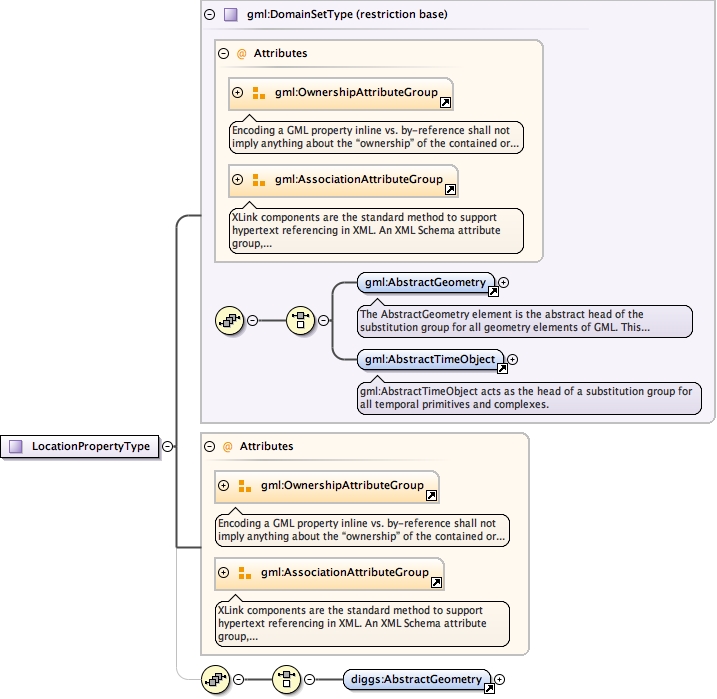 gml:DomainSetType (restriction base)
@ Attributes
gml:OwnershipAttributeGroup
Encoding a GML property inline vs. by-reference shall not
imply anything about the “ownership” of the contained or...
gml:AssociationAttributeGroup
XLink components are the standard method to support
hypertext referencing in XML. An XML Schema attribute
group,...
gml:AbstractGeometry
The AbstractGeometry element is the abstract head of the
substitution group for all geometry elements of GML. This...
gml:AbstractTimeObject
gml:AbstractTimeObject acts as the head of a substitution group for
all temporal primitives and complexes.
LocationPropertyType
@ Attributes
gml:OwnershipAttributeGroup
Encoding a GML property inline vs. by-reference shall not
imply anything about the “ownership” of the contained or...
gml:AssociationAttributeGroup
XLink components are the standard method to support
hypertext referencing in XML. An XML Schema attribute
group,...
diggs:AbstractGeometry